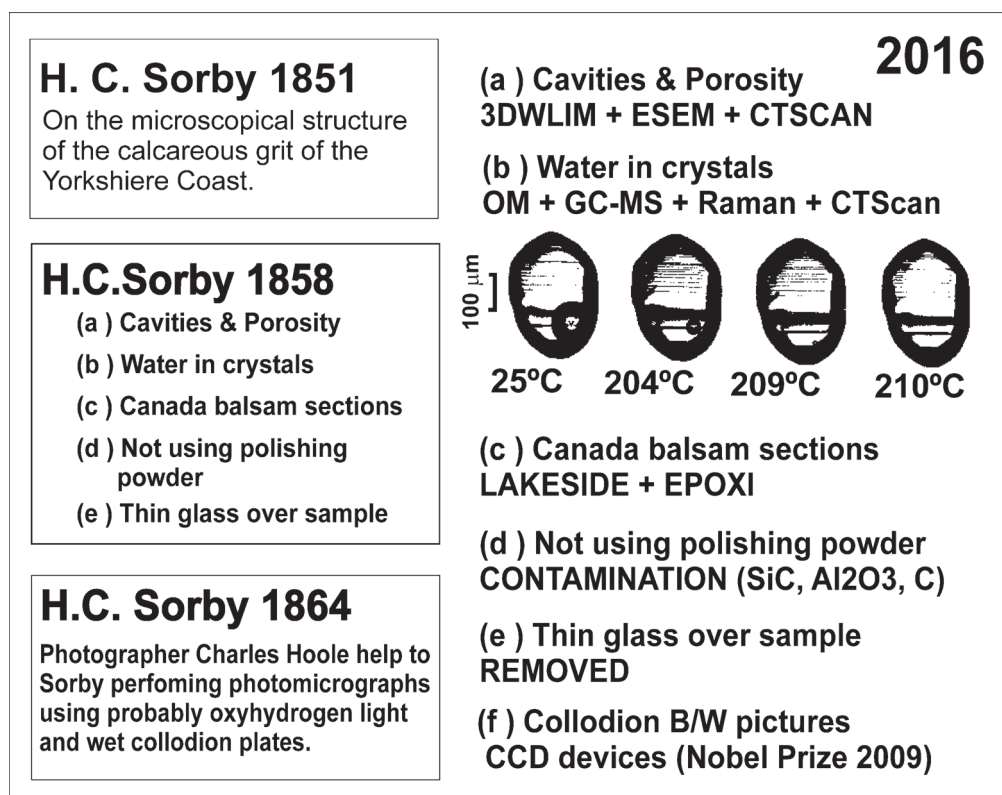 H. C. Sorby 1851
On the microscopical structure
of the calcareous grit of the
Yorkshiere Coast.
H.C.Sorby 1858
(a ) Cavities & Porosity
(b ) Water in crystals
(c ) Canada balsam sections
(d ) Not using polishing
powder
(e ) Thin glass over sample
H.C. Sorby 1864
Photographer Charles Hoole help to
Sorby perfoming photomicrographs
using probably oxyhydrogen light
and wet collodion plates.
2016
(a ) Cavities & Porosity
3DWLIM + ESEM + CTSCAN
(b ) Water in crystals
OM + GC-MS + Raman + CTScan
100 µm
25ºC 204ºC 209ºC 210ºC
(c ) Canada balsam sections
LAKESIDE + EPOXI
(d ) Not using polishing powder
CONTAMINATION (SiC, Al2O3, C)
(e ) Thin glass over sample
REMOVED
(f ) Collodion B/W pictures
CCD devices (Nobel Prize 2009)